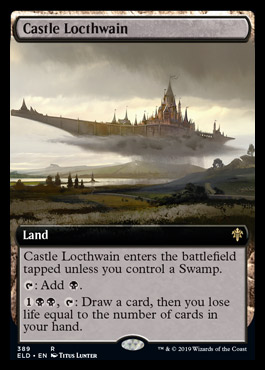 Castle Locthwain
Land
Castle Locthwain enters the battlefield
tapped unless you control a Swamp.
: Add .
1, : Draw a card, then you lose
life equal to the number of cards in
your hand.
389 R
ELD • EN Titus Lunter
™ & © 2019 Wizards of the Coast